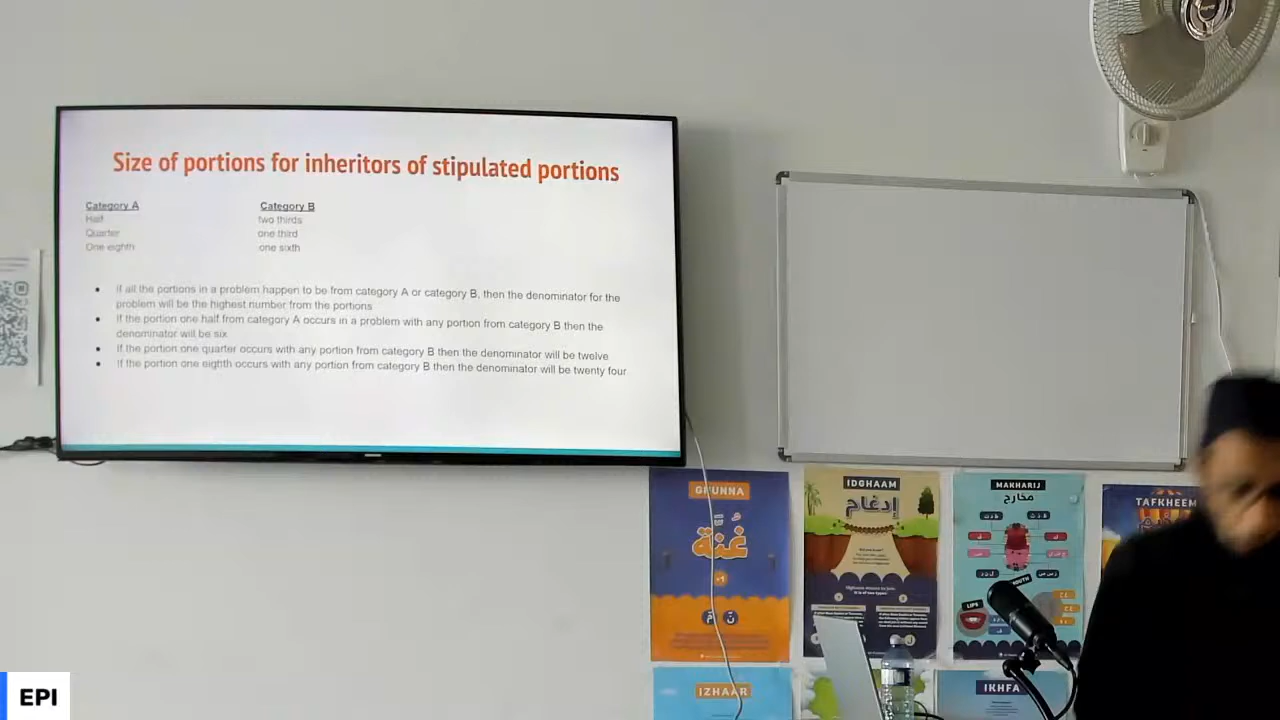 Size of portions for inheritors of stipulated portions
Category A
Category B
Half
two thirds
Quarter
one third
One eighth
one sixth
If all the portions in a problem happen to be from category A or category B, then the denominator for the
problem will be the highest number from the portions
If the portion one half from category A occurs in a problem with any portion from category B then the
denominator will be six
If the portion one quarter occurs with any portion from category B then the denominator will be twelve
If the portion one eighth occurs with any portion from category B then the denominator will be twenty four
GHUNNA
غُنَّة
IDGHAAM
إدغام
MAKHARIJ
مخارج
MOUTH
LIPS
TAFKHEEM
IZHAAR
IKHFA
EPI